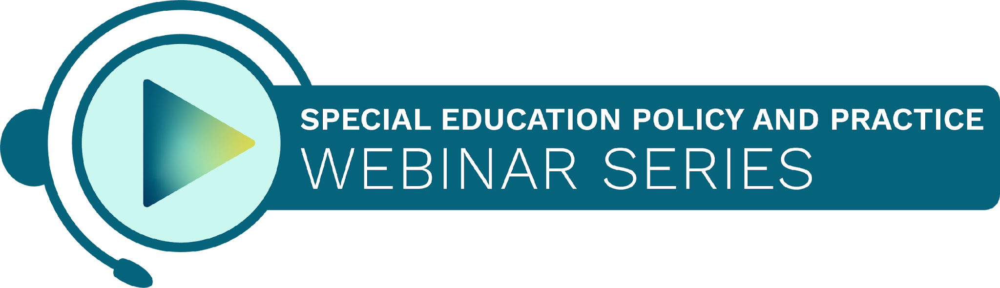 SPECIAL EDUCATION POLICY AND PRACTICE
WEBINAR SERIES